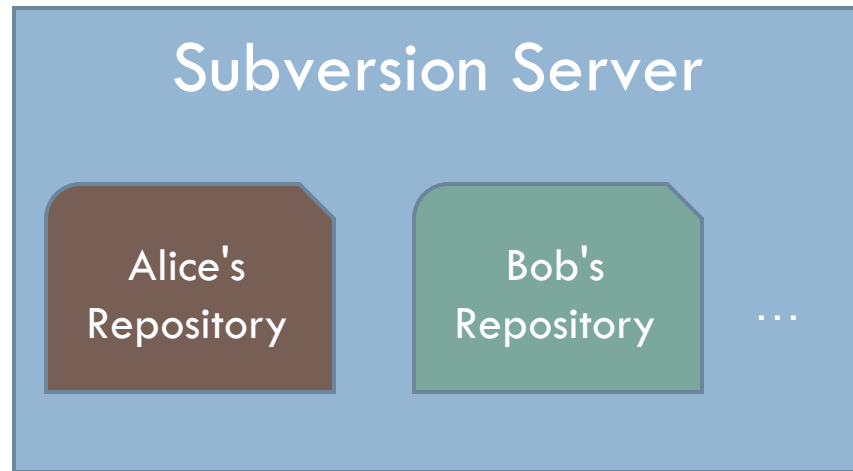 Subversion Server
Alice's
Repository
Bob's
Repository
…